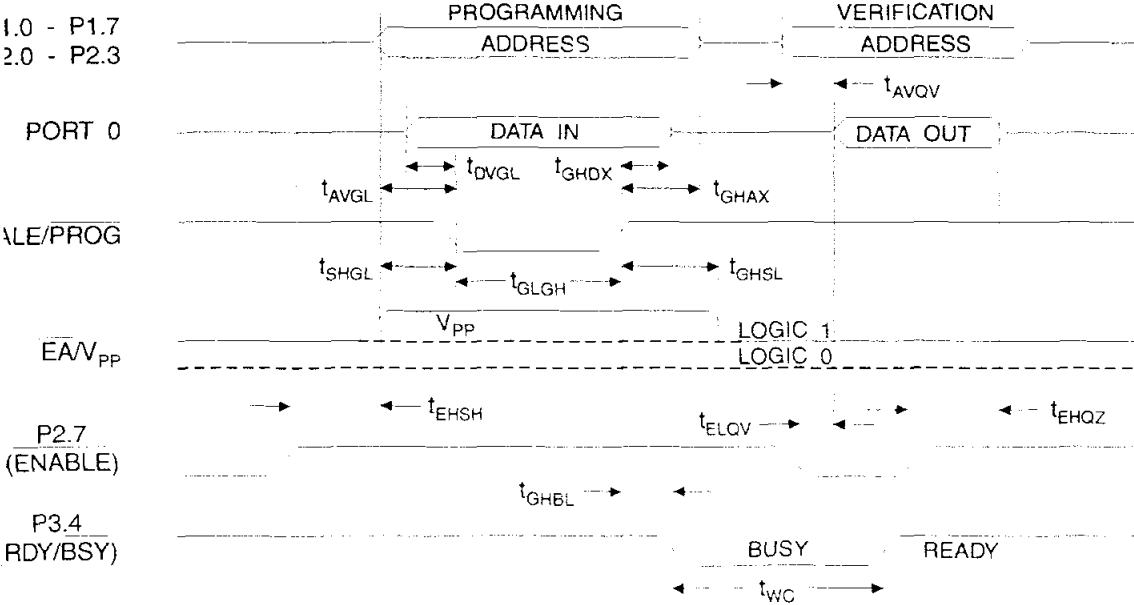 PROGRAMMING VERIFICATION
1.0 - P1.7
2.0 - P2.3
ADDRESS ADDRESS
tAVQV
PORT 0 DATA IN DATA OUT
tDVGL tGHDX
tAVGL tGHAX
ALE/PROG
tSHGL tGLGH tGHSL
VPP
LOGIC 1
EA/VPP
LOGIC 0
tEHSH tELQV tEHQZ
P2.7
(ENABLE)
tGHBL
P3.4
RDY/BSY)
BUSY READY
tWC